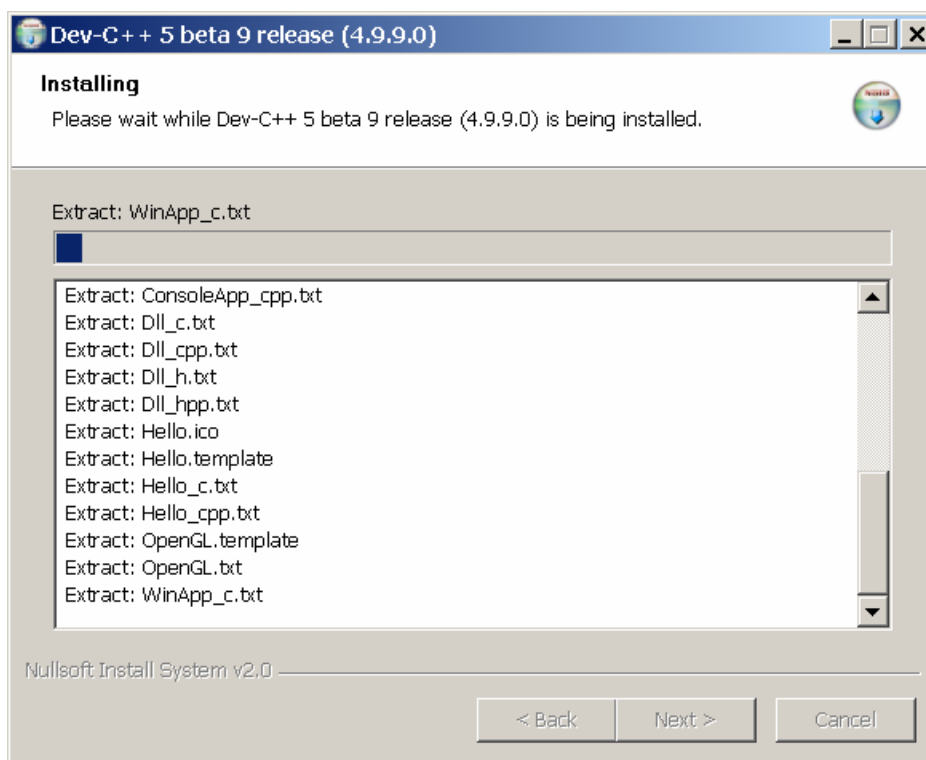 Dev-C++ 5 beta 9 release (4.9.9.0)
Installing
Please wait while Dev-C++ 5 beta 9 release (4.9.9.0) is being installed.
Extract: WinApp_c.txt
Extract: ConsoleApp_cpp.txt
Extract: Dll_c.txt
Extract: Dll_cpp.txt
Extract: Dll_h.txt
Extract: Dll_hpp.txt
Extract: Hello.ico
Extract: Hello.template
Extract: Hello_c.txt
Extract: Hello_cpp.txt
Extract: OpenGL.template
Extract: OpenGL.txt
Extract: WinApp_c.txt
Nullsoft Install System v2.0
< Back Next > Cancel